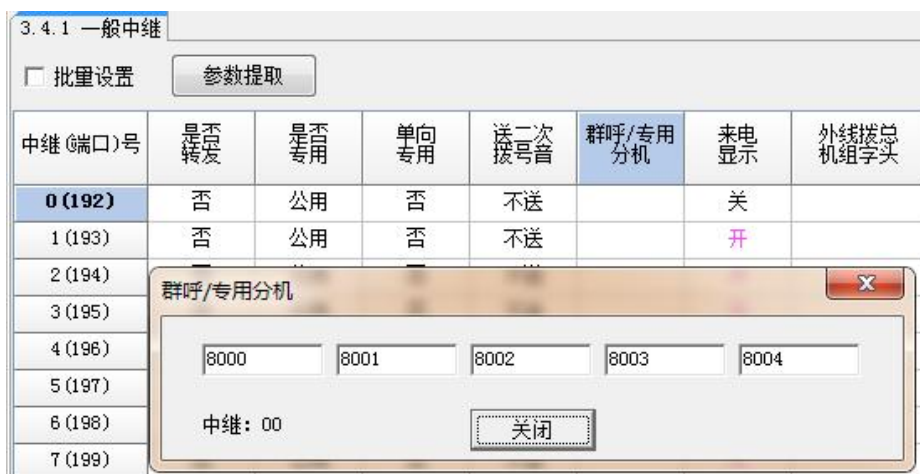 3.4.1 一般中继
批量设置 参数提取
中继(端口)号 是否转发 是否专用 单向专用 送二次拨号音 群呼/专用分机 来电显示 外线拨总机组字头
0(192) 否 公用 否 不送 关
1(193) 否 公用 否 不送 开
2(194)
群呼/专用分机
3(195)
4(196) 8000 8001 8002 8003 8004
5(197)
6(198) 中继: 00 关闭
7(199)